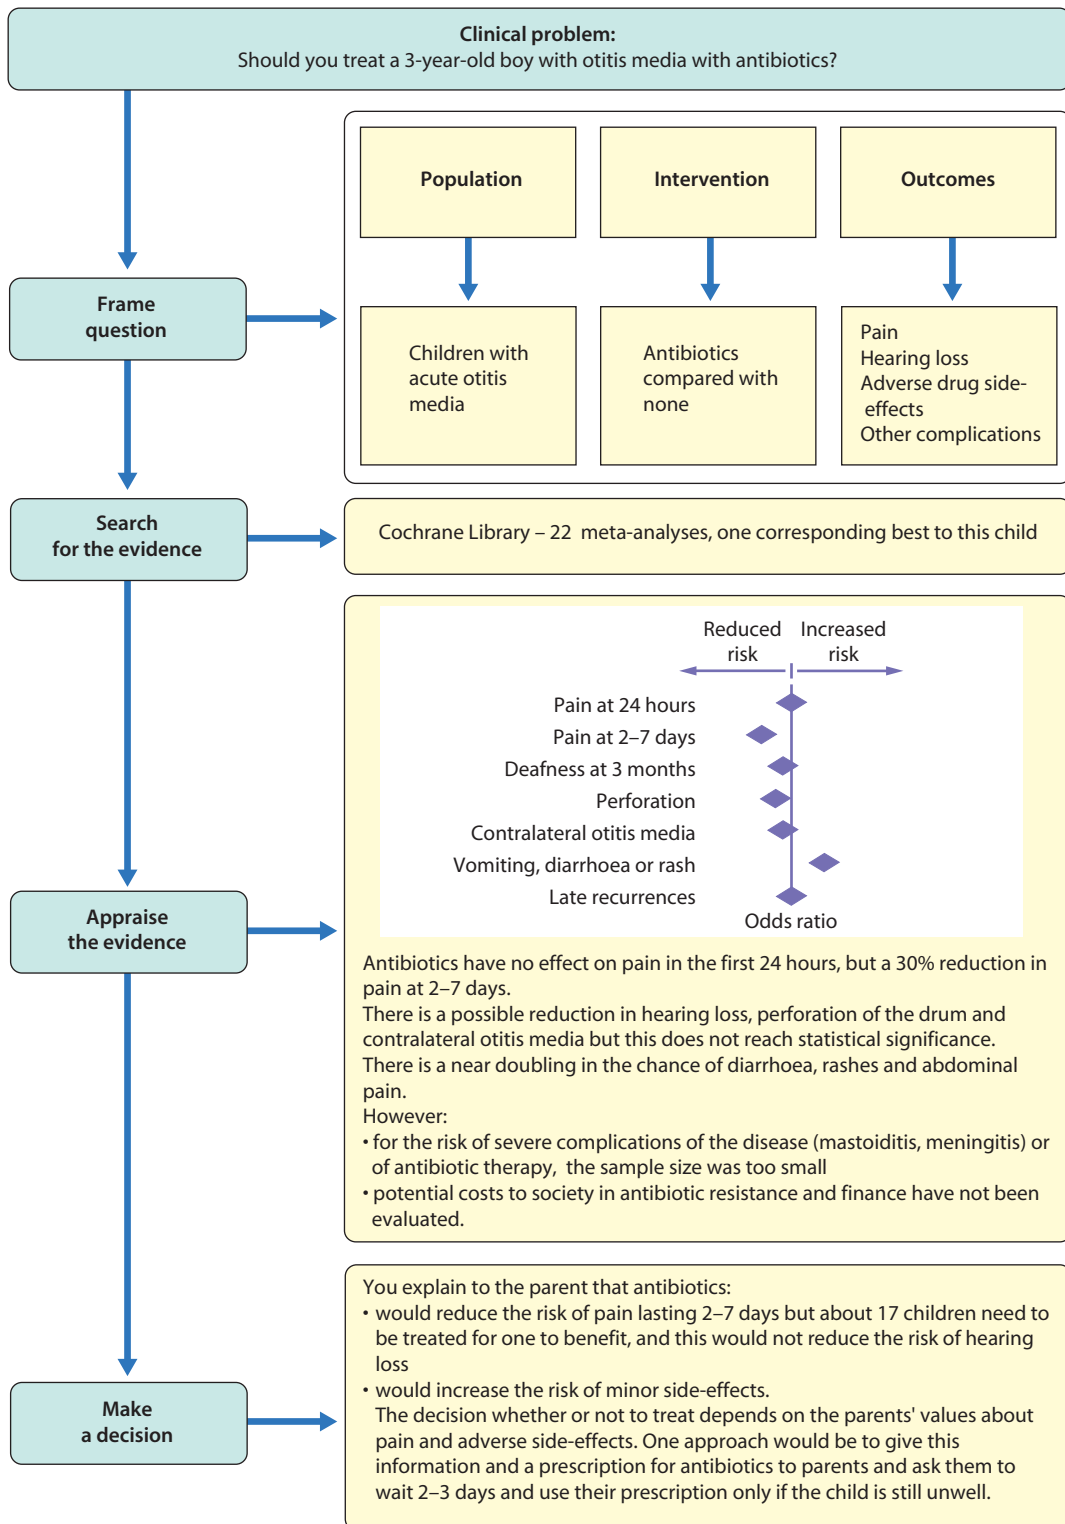 Clinical problem:
Should you treat a 3-year-old boy with otitis media with antibiotics?
Population
Intervention
Outcomes
Frame
question
Children with
acute otitis
media
Antibiotics
compared with
none
Pain
Hearing loss
Adverse drug side-
effects
Other complications
Search
for the evidence
Cochrane Library – 22 meta-analyses, one corresponding best to this child
Reduced
risk
Increased
risk
Pain at 24 hours
Pain at 2–7 days
Deafness at 3 months
Perforation
Contralateral otitis media
Vomiting, diarrhoea or rash
Late recurrences
Odds ratio
Appraise
the evidence
Antibiotics have no effect on pain in the first 24 hours, but a 30% reduction in
pain at 2–7 days.
There is a possible reduction in hearing loss, perforation of the drum and
contralateral otitis media but this does not reach statistical significance.
There is a near doubling in the chance of diarrhoea, rashes and abdominal
pain.
However:
• for the risk of severe complications of the disease (mastoiditis, meningitis) or
of antibiotic therapy, the sample size was too small
• potential costs to society in antibiotic resistance and finance have not been
evaluated.
Make
a decision
You explain to the parent that antibiotics:
• would reduce the risk of pain lasting 2–7 days but about 17 children need to
be treated for one to benefit, and this would not reduce the risk of hearing
loss
• would increase the risk of minor side-effects.
The decision whether or not to treat depends on the parents' values about
pain and adverse side-effects. One approach would be to give this
information and a prescription for antibiotics to parents and ask them to
wait 2–3 days and use their prescription only if the child is still unwell.